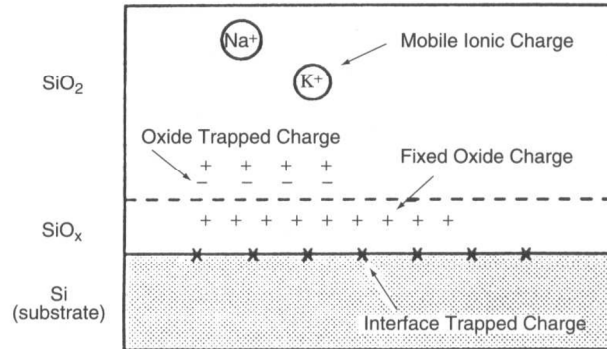 Na+
Mobile Ionic Charge
SiO2
K+
Oxide Trapped Charge
+ + + +
Fixed Oxide Charge
− − − −
SiOx
+ + + + + + + + +
Si
(substrate)
Interface Trapped Charge